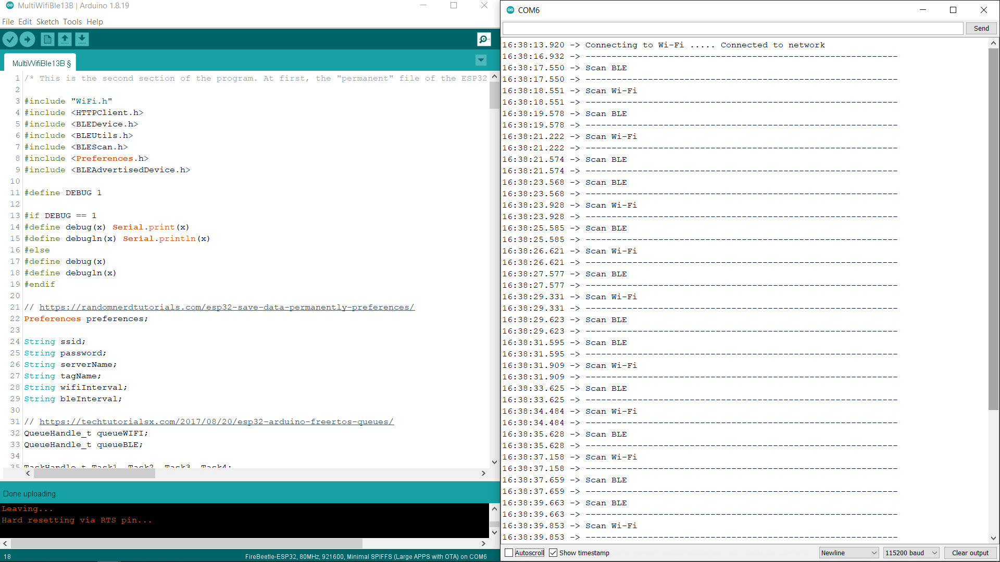 MultiWifiBle13B | Arduino 1.8.19
File Edit Sketch Tools Help
MultiWifiBle13B §
1 /* This is the second section of the program. At first, the "permanent" file of the ESP32
2
3 #include "WiFi.h"
4 #include <HTTPClient.h>
5 #include <BLEDevice.h>
6 #include <BLEUtils.h>
7 #include <BLEScan.h>
8 #include <Preferences.h>
9 #include <BLEAdvertisedDevice.h>
10
11 #define DEBUG 1
12
13 #if DEBUG == 1
14 #define debug(x) Serial.print(x)
15 #define debugln(x) Serial.println(x)
16 #else
17 #define debug(x)
18 #define debugln(x)
19 #endif
20
21 // https://randomnerdtutorials.com/esp32-save-data-permanently-preferences/
22 Preferences preferences;
23
24 String ssid;
25 String password;
26 String serverName;
27 String tagName;
28 String wifiInterval;
29 String bleInterval;
30
31 // https://techtutorialsx.com/2017/08/20/esp32-arduino-freertos-queues/
32 QueueHandle_t queueWIFI;
33 QueueHandle_t queueBLE;
34
35 TaskHandle_t Task1, Task2, Task3, Task4;
Done uploading.
Leaving...
Hard resetting via RTS pin...
18
FireBeetle-ESP32, 80MHz, 921600, Minimal SPIFFS (Large APPS with OTA) on COM6
COM6
Send
16:38:13.920 -> Connecting to Wi-Fi ..... Connected to network
16:38:16.932 -> ------------------------------------------------------------
16:38:17.550 -> Scan BLE
16:38:17.550 -> ------------------------------------------------------------
16:38:18.551 -> Scan Wi-Fi
16:38:18.551 -> ------------------------------------------------------------
16:38:19.578 -> Scan BLE
16:38:19.578 -> ------------------------------------------------------------
16:38:21.222 -> Scan Wi-Fi
16:38:21.222 -> ------------------------------------------------------------
16:38:21.574 -> Scan BLE
16:38:21.574 -> ------------------------------------------------------------
16:38:23.568 -> Scan BLE
16:38:23.568 -> ------------------------------------------------------------
16:38:23.928 -> Scan Wi-Fi
16:38:23.928 -> ------------------------------------------------------------
16:38:25.585 -> Scan BLE
16:38:25.585 -> ------------------------------------------------------------
16:38:26.621 -> Scan Wi-Fi
16:38:26.621 -> ------------------------------------------------------------
16:38:27.577 -> Scan BLE
16:38:27.577 -> ------------------------------------------------------------
16:38:29.331 -> Scan Wi-Fi
16:38:29.331 -> ------------------------------------------------------------
16:38:29.623 -> Scan BLE
16:38:29.623 -> ------------------------------------------------------------
16:38:31.595 -> Scan BLE
16:38:31.595 -> ------------------------------------------------------------
16:38:31.909 -> Scan Wi-Fi
16:38:31.909 -> ------------------------------------------------------------
16:38:33.625 -> Scan BLE
16:38:33.625 -> ------------------------------------------------------------
16:38:34.484 -> Scan Wi-Fi
16:38:34.484 -> ------------------------------------------------------------
16:38:35.628 -> Scan BLE
16:38:35.628 -> ------------------------------------------------------------
16:38:37.158 -> Scan Wi-Fi
16:38:37.158 -> ------------------------------------------------------------
16:38:37.659 -> Scan BLE
16:38:37.659 -> ------------------------------------------------------------
16:38:39.663 -> Scan BLE
16:38:39.663 -> ------------------------------------------------------------
16:38:39.853 -> Scan Wi-Fi
16:38:39.853 -> ------------------------------------------------------------
Autoscroll Show timestamp
Newline
115200 baud
Clear output